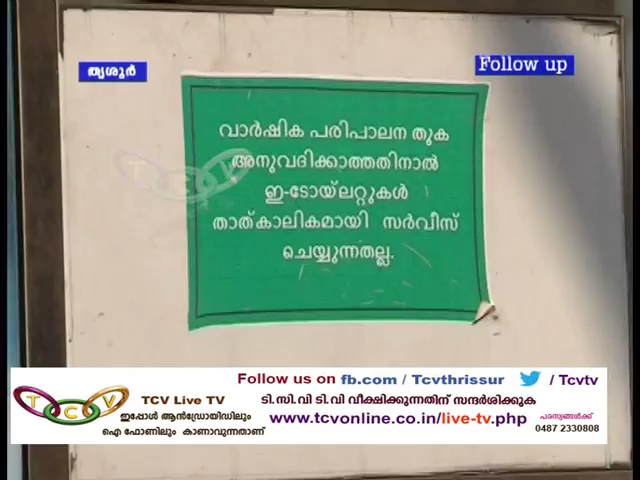 തൃശൂർ
Follow up
വാർഷിക പരിപാലന തുക
അനുവദിക്കാത്തതിനാൽ
ഇ-ടോയ്‌ലറ്റുകൾ
താത്കാലികമായി സർവീസ്
ചെയ്യുന്നതല്ല.
TCV
TCV
TCV Live TV
ഇപ്പോൾ ആൻഡ്രോയിഡിലും
ഐ ഫോണിലും കാണാവുന്നതാണ്
Follow us on fb.com / Tcvthrissur / Tcvtv
ടി.സി.വി ടി.വി വീക്ഷിക്കുന്നതിന് സന്ദർശിക്കുക
www.tcvonline.co.in/live-tv.php
പരസ്യങ്ങൾക്ക്
0487 2330808